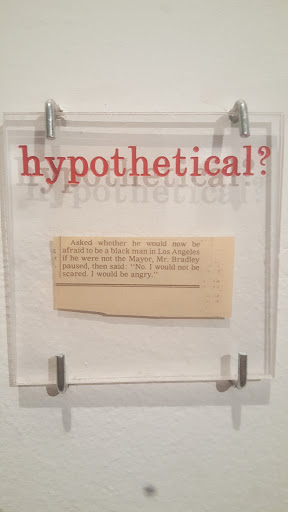 hypothetical?
Asked whether he would now be
afraid to be a black man in Los Angeles
if he were not the Mayor, Mr. Bradley
paused, then said: "No. I would not be
scared. I would be angry."